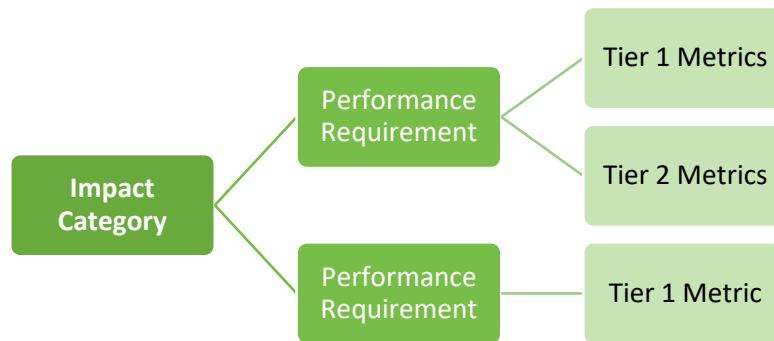 Impact
Category
Performance
Requirement
Tier 1 Metrics
Tier 2 Metrics
Performance
Requirement
Tier 1 Metric